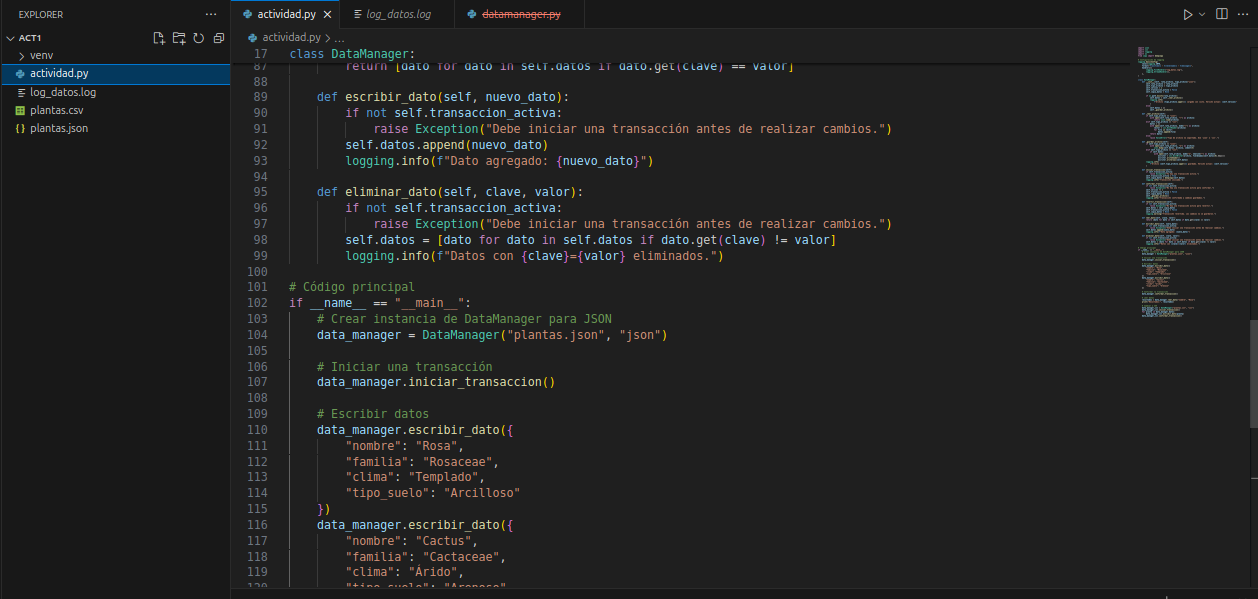 EXPLORER ...
ACT1
venv
actividad.py
log_datos.log
plantas.csv
{} plantas.json
actividad.py × log_datos.log datamanager.py
actividad.py > ...
17 class DataManager:
87 return [dato for dato in self.datos if dato.get(clave) == valor]
88
89 def escribir_dato(self, nuevo_dato):
90 if not self.transaccion_activa:
91 raise Exception("Debe iniciar una transacción antes de realizar cambios.")
92 self.datos.append(nuevo_dato)
93 logging.info(f"Dato agregado: {nuevo_dato}")
94
95 def eliminar_dato(self, clave, valor):
96 if not self.transaccion_activa:
97 raise Exception("Debe iniciar una transacción antes de realizar cambios.")
98 self.datos = [dato for dato in self.datos if dato.get(clave) != valor]
99 logging.info(f"Datos con {clave}={valor} eliminados.")
100
101 # Código principal
102 if __name__ == "__main__":
103 # Crear instancia de DataManager para JSON
104 data_manager = DataManager("plantas.json", "json")
105
106 # Iniciar una transacción
107 data_manager.iniciar_transaccion()
108
109 # Escribir datos
110 data_manager.escribir_dato({
111 "nombre": "Rosa",
112 "familia": "Rosaceae",
113 "clima": "Templado",
114 "tipo_suelo": "Arcilloso"
115 })
116 data_manager.escribir_dato({
117 "nombre": "Cactus",
118 "familia": "Cactaceae",
119 "clima": "Árido",
120 "tipo_suelo": "Arenoso"